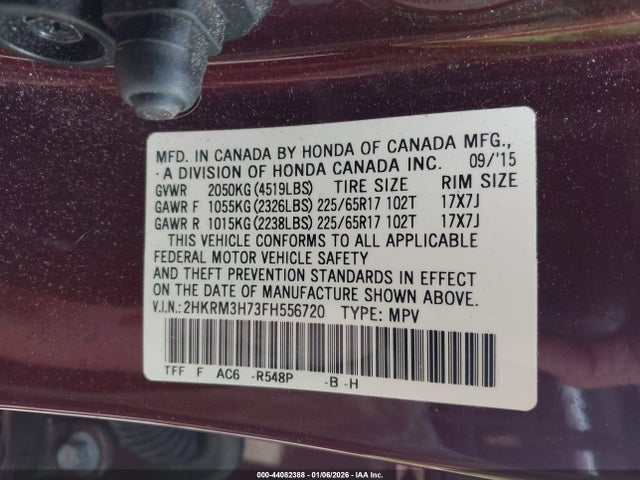 MFD. IN CANADA BY HONDA OF CANADA MFG.,
A DIVISION OF HONDA CANADA INC. 09/'15
GVWR 2050KG(4519LBS) TIRE SIZE RIM SIZE
GAWR F 1055KG(2326LBS) 225/65R17 102T 17X7J
GAWR R 1015KG(2238LBS) 225/65R17 102T 17X7J
THIS VEHICLE CONFORMS TO ALL APPLICABLE
FEDERAL MOTOR VEHICLE SAFETY
AND THEFT PREVENTION STANDARDS IN EFFECT
ON THE DATE OF MANUFACTURE SHOWN ABOVE.
V.I.N.: 2HKRM3H73FH556720 TYPE: MPV
TFF F AC6 -R548P -B -H
000-44082388 | 01/06/2026 | IAA Inc.